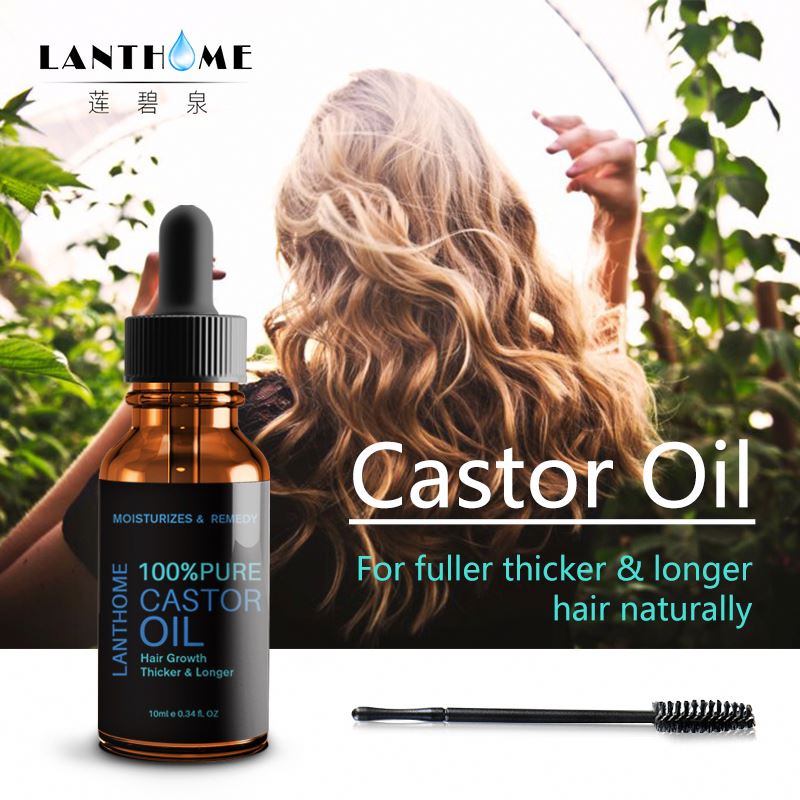 LANTHOME
莲碧泉
Castor Oil
For fuller thicker & longer
hair naturally
MOISTURIZES & REMEDY
LANTHOME
100%PURE
CASTOR
OIL
Hair Growth
Thicker & Longer
10ml e 0.34 fl. OZ